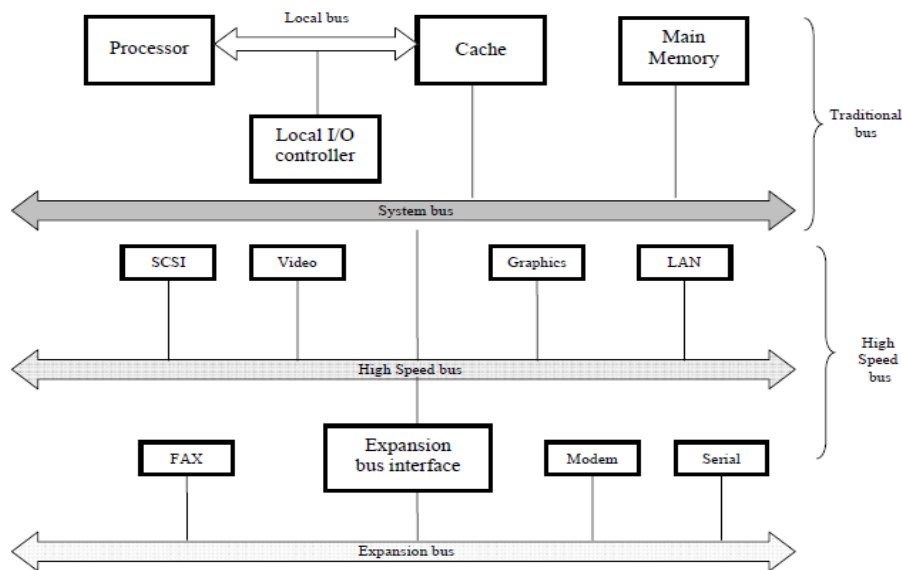 Local bus
Processor
Cache
Main
Memory
Traditional
bus
Local I/O
controller
System bus
SCSI
Video
Graphics
LAN
High
Speed
bus
High Speed bus
FAX
Expansion
bus interface
Modem
Serial
Expansion bus